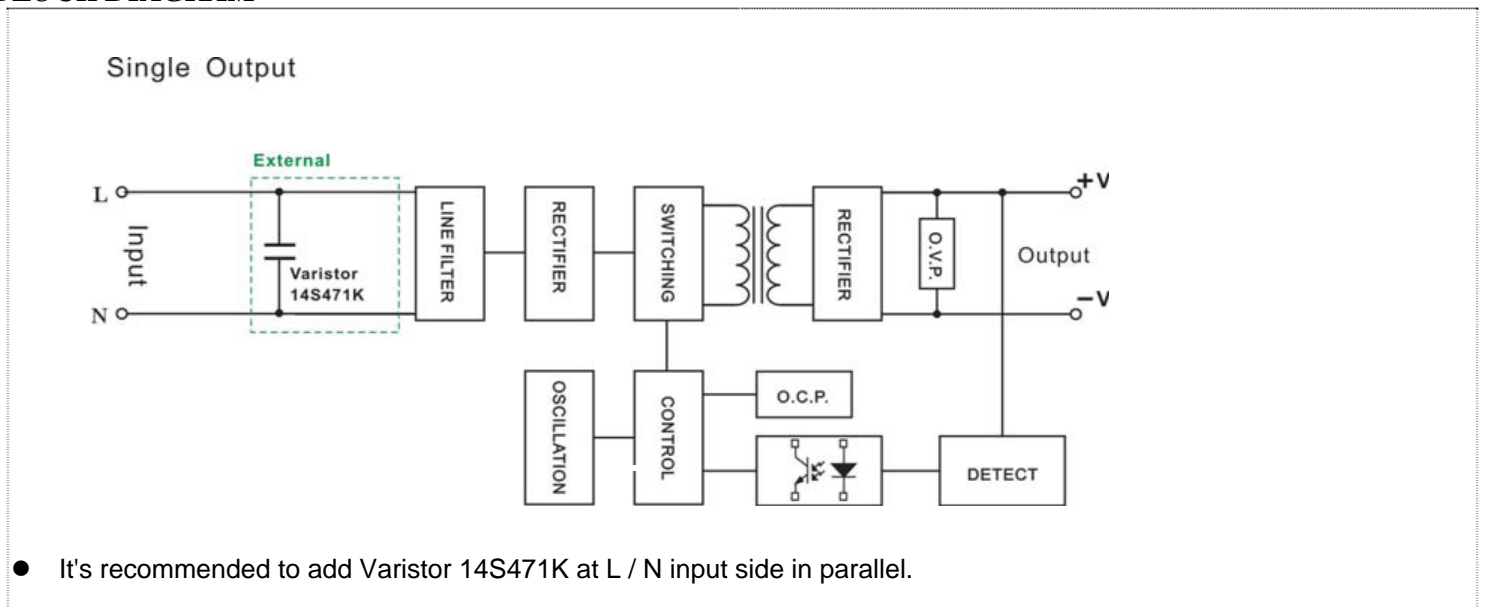 Single Output
External
L
Input
N
Varistor
14S471K
LINE FILTER
RECTIFIER
SWITCHING
RECTIFIER
O.V.P.
+V
Output
−V
OSCILLATION
CONTROL
O.C.P.
DETECT
● It's recommended to add Varistor 14S471K at L / N input side in parallel.